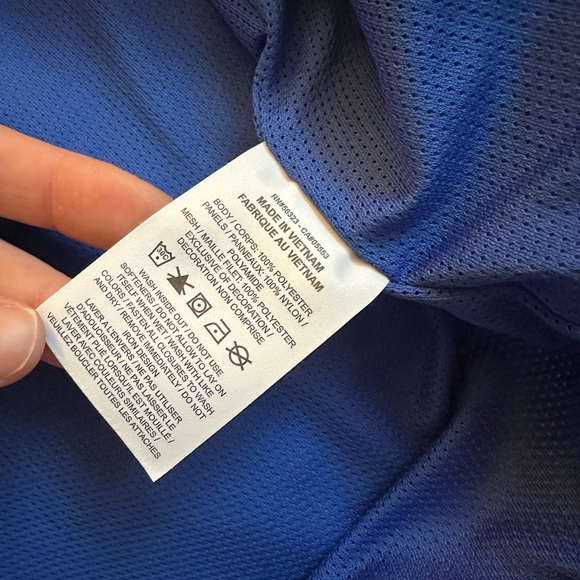 RN#56323 - CA#05553
MADE IN VIETNAM
FABRIQUE AU VIETNAM
BODY / CORPS: 100% POLYESTER
PANELS / PANNEAUX: 100% NYLON /
POLYAMIDE
MESH / MAILLE FILET: 100% POLYESTER
EXCLUSIVE OF DECORATION /
DECORATION NON COMPRISE
WASH INSIDE OUT / DO NOT USE
SOFTENERS / DO NOT ALLOW TO LAY ON
ITSELF WHEN WET / WASH WITH LIKE
COLORS / FASTEN ALL CLOSURES TO WASH
AND DRY / REMOVE IMMEDIATELY / DO NOT
IRON DESIGN
LAVER A L'ENVERS / NE PAS UTILISER
D'ADOUCISSEUR / NE PAS LAISSER LE
VÊTEMENT PLIÉ LORSQU'IL EST MOUILLÉ /
LAVER AVEC COULEURS SIMILAIRES /
VEUILLEZ BOUCLER TOUTES LES ATTACHES